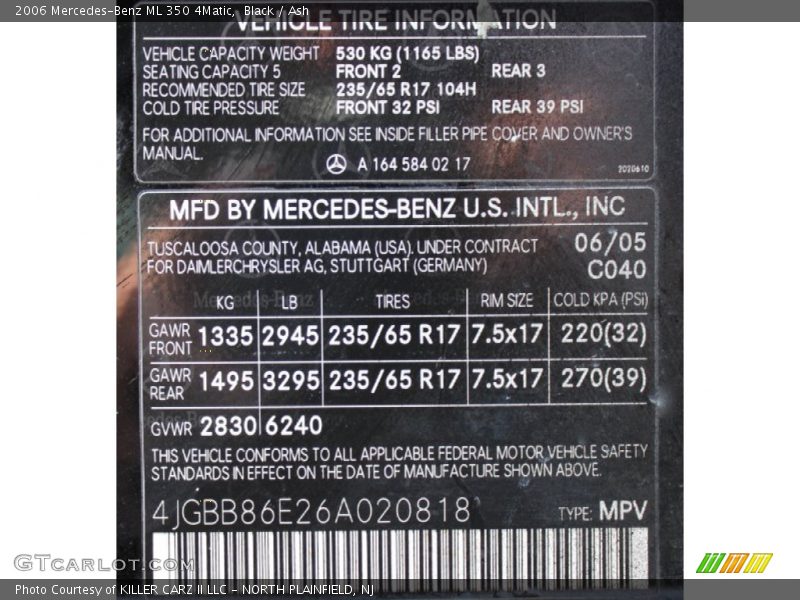 2006 Mercedes-Benz ML 350 4Matic, Black / Ash
VEHICLE TIRE INFORMATION
VEHICLE CAPACITY WEIGHT 530 KG (1165 LBS)
SEATING CAPACITY 5 FRONT 2 REAR 3
RECOMMENDED TIRE SIZE 235/65 R17 104H
COLD TIRE PRESSURE FRONT 32 PSI REAR 39 PSI
FOR ADDITIONAL INFORMATION SEE INSIDE FILLER PIPE COVER AND OWNER'S
MANUAL.
A 164 584 02 17
2020610
MFD BY MERCEDES-BENZ U.S. INTL., INC
TUSCALOOSA COUNTY, ALABAMA (USA). UNDER CONTRACT 06/05
FOR DAIMLERCHRYSLER AG, STUTTGART (GERMANY) C040
KG LB TIRES RIM SIZE COLD KPA (PSI)
GAWR FRONT 1335 2945 235/65 R17 7.5x17 220(32)
GAWR REAR 1495 3295 235/65 R17 7.5x17 270(39)
GVWR 2830 6240
THIS VEHICLE CONFORMS TO ALL APPLICABLE FEDERAL MOTOR VEHICLE SAFETY
STANDARDS IN EFFECT ON THE DATE OF MANUFACTURE SHOWN ABOVE.
4JGBB86E26A020818 TYPE: MPV
GTCARLOT.COM
Photo Courtesy of KILLER CARZ II LLC - NORTH PLAINFIELD, NJ